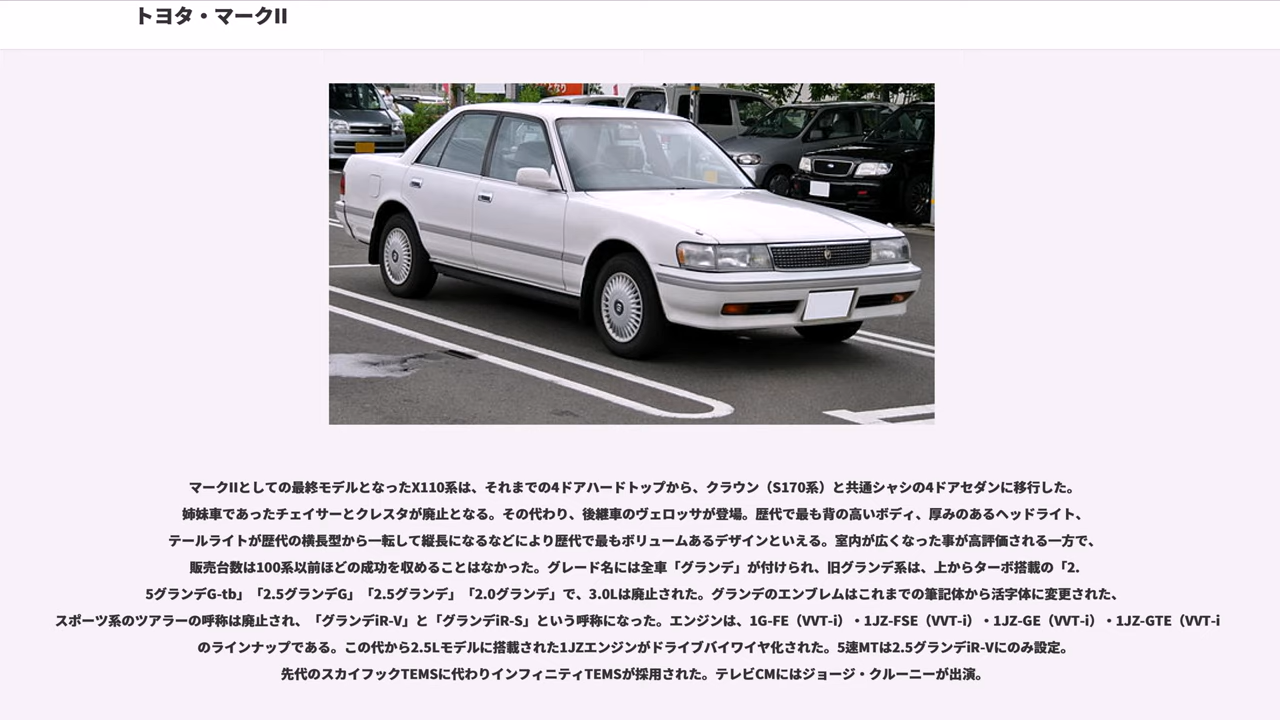 トヨタ・マークII
マークIIとしての最終モデルとなったX110系は、それまでの4ドアハードトップから、クラウン（S170系）と共通シャシの4ドアセダンに移行した。
姉妹車であったチェイサーとクレスタが廃止となる。その代わり、後継車のヴェロッサが登場。歴代で最も背の高いボディ、厚みのあるヘッドライト、
テールライトが歴代の横長型から一転して縦長になるなどにより歴代で最もボリュームあるデザインといえる。室内が広くなった事が高評価される一方で、
販売台数は100系以前ほどの成功を収めることはなかった。グレード名には全車「グランデ」が付けられ、旧グランデ系は、上からターボ搭載の「2.
5グランデG-tb」「2.5グランデG」「2.5グランデ」「2.0グランデ」で、3.0Lは廃止された。グランデのエンブレムはこれまでの筆記体から活字体に変更された、
スポーツ系のツアラーの呼称は廃止され、「グランデiR-V」と「グランデiR-S」という呼称になった。エンジンは、1G-FE（VVT-i）・1JZ-FSE（VVT-i）・1JZ-GE（VVT-i）・1JZ-GTE（VVT-i
のラインナップである。この代から2.5Lモデルに搭載された1JZエンジンがドライブバイワイヤ化された。5速MTは2.5グランデiR-Vにのみ設定。
先代のスカイフックTEMSに代わりインフィニティTEMSが採用された。テレビCMにはジョージ・クルーニーが出演。